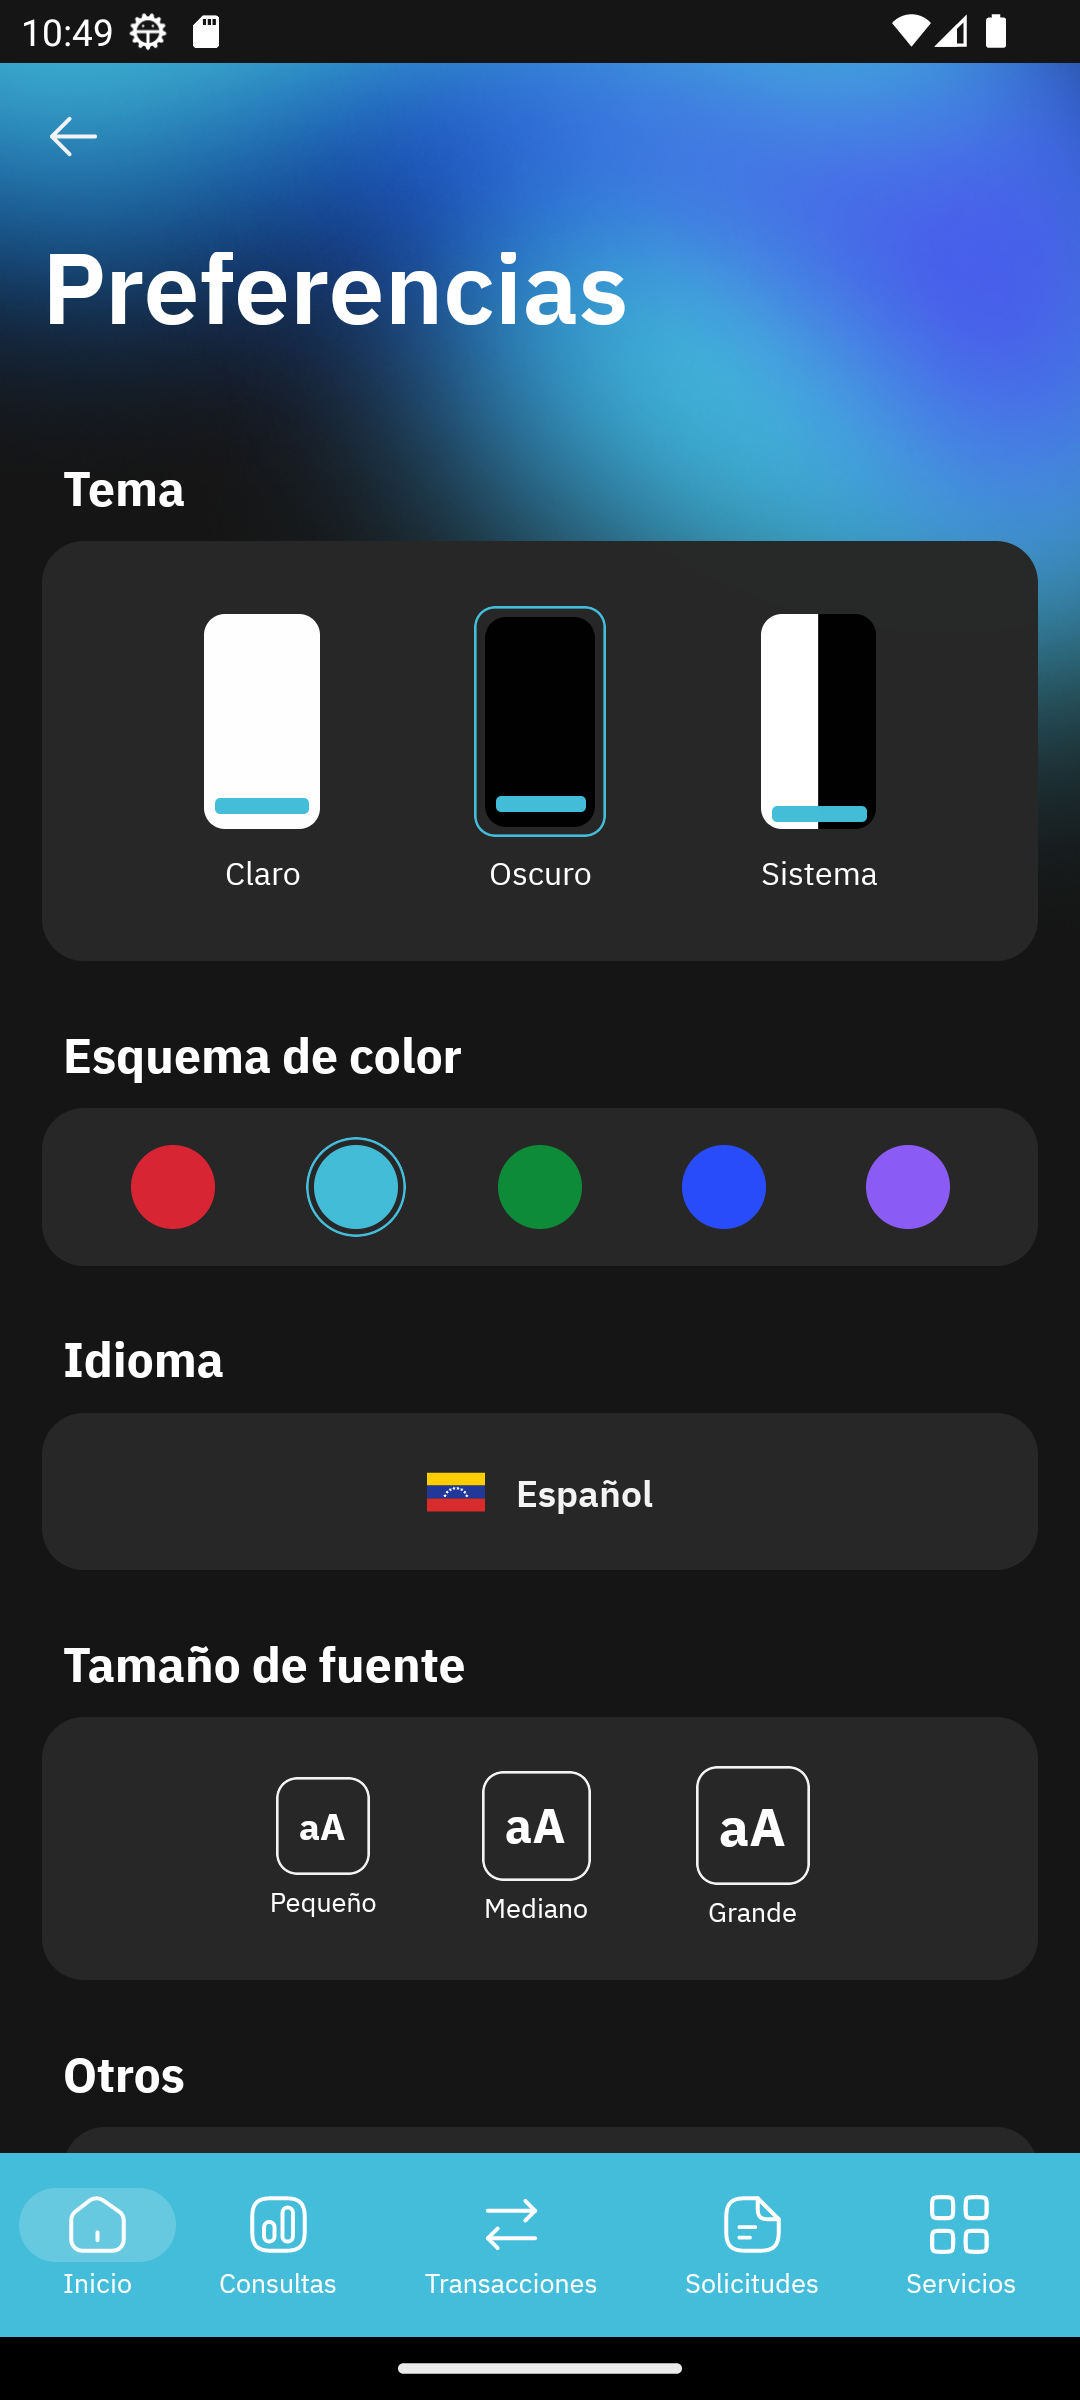 10:49
Preferencias
Tema
Claro
Oscuro
Sistema
Esquema de color
Idioma
Español
Tamaño de fuente
aA
aA
aA
Pequeño
Mediano
Grande
Otros
Inicio
Consultas
Transacciones
Solicitudes
Servicios